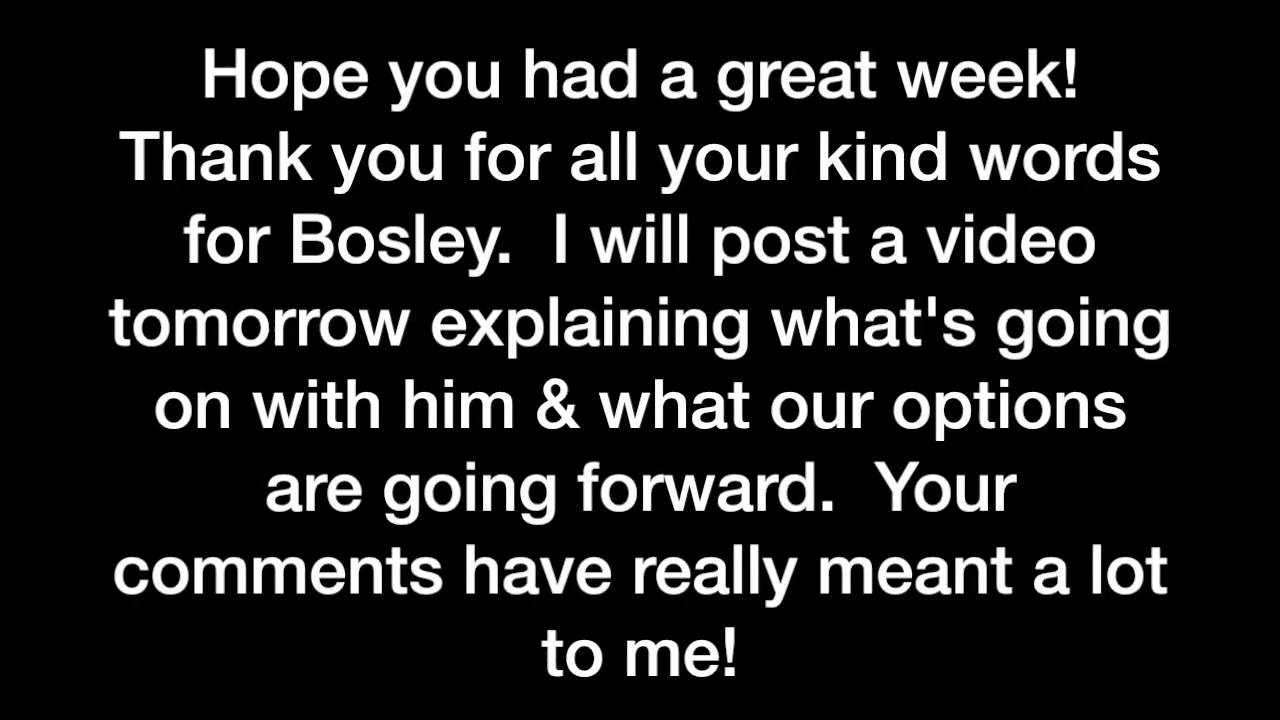 Hope you had a great week!
Thank you for all your kind words
for Bosley.  I will post a video
tomorrow explaining what's going
on with him & what our options
are going forward.  Your
comments have really meant a lot
to me!